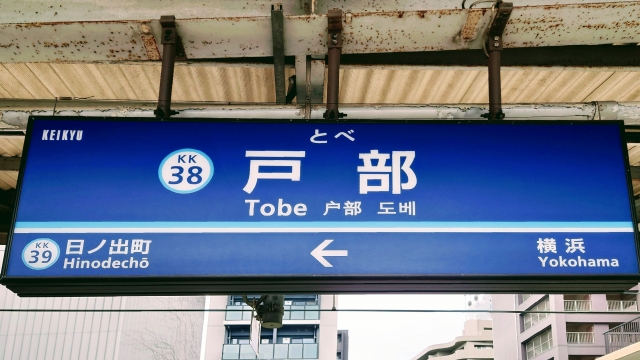 KEIKYU
とべ
KK
38
戸部
Tobe 户部 도베
KK
39
日ノ出町
Hinodechō
←
横浜
Yokohama